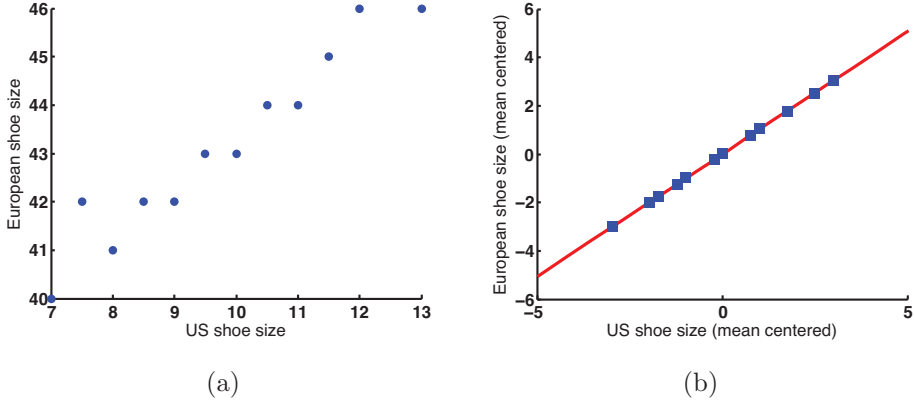 European shoe size
46
45
44
43
42
41
40
7 8 9 10 11 12 13
US shoe size
(a)
European shoe size (mean centered)
6
4
2
0
−2
−4
−6
−5 0 5
US shoe size (mean centered)
(b)